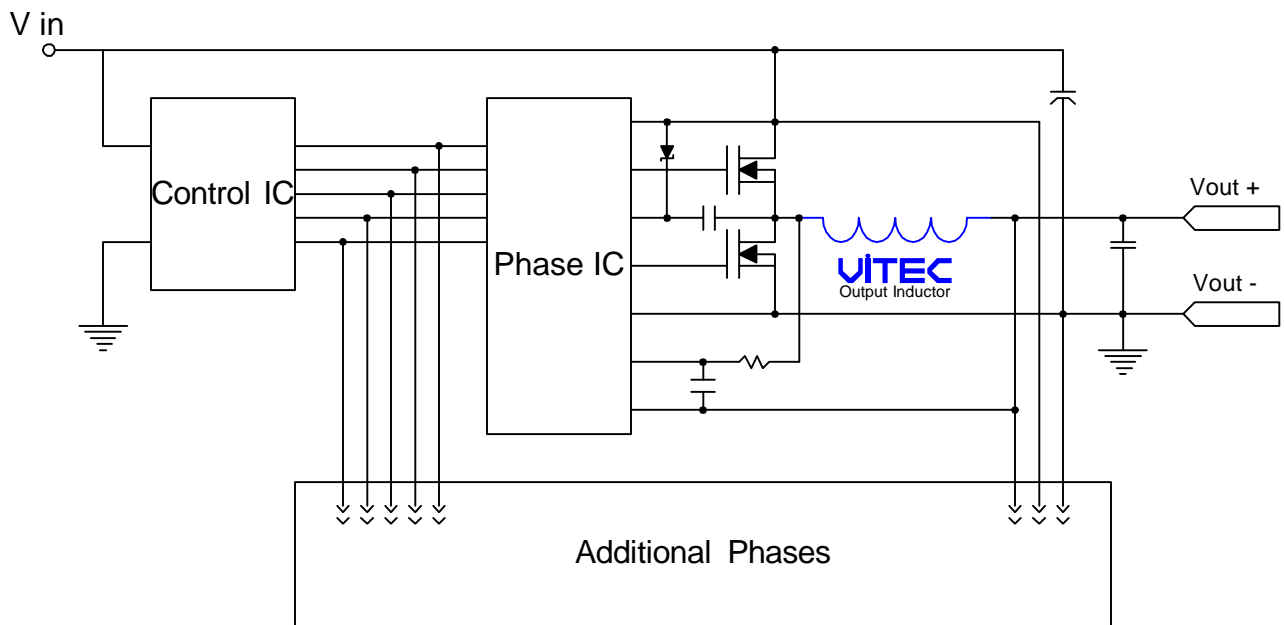 V in
Control IC
Phase IC
Vout +
ViTEC
Output Inductor
Vout -
Additional Phases